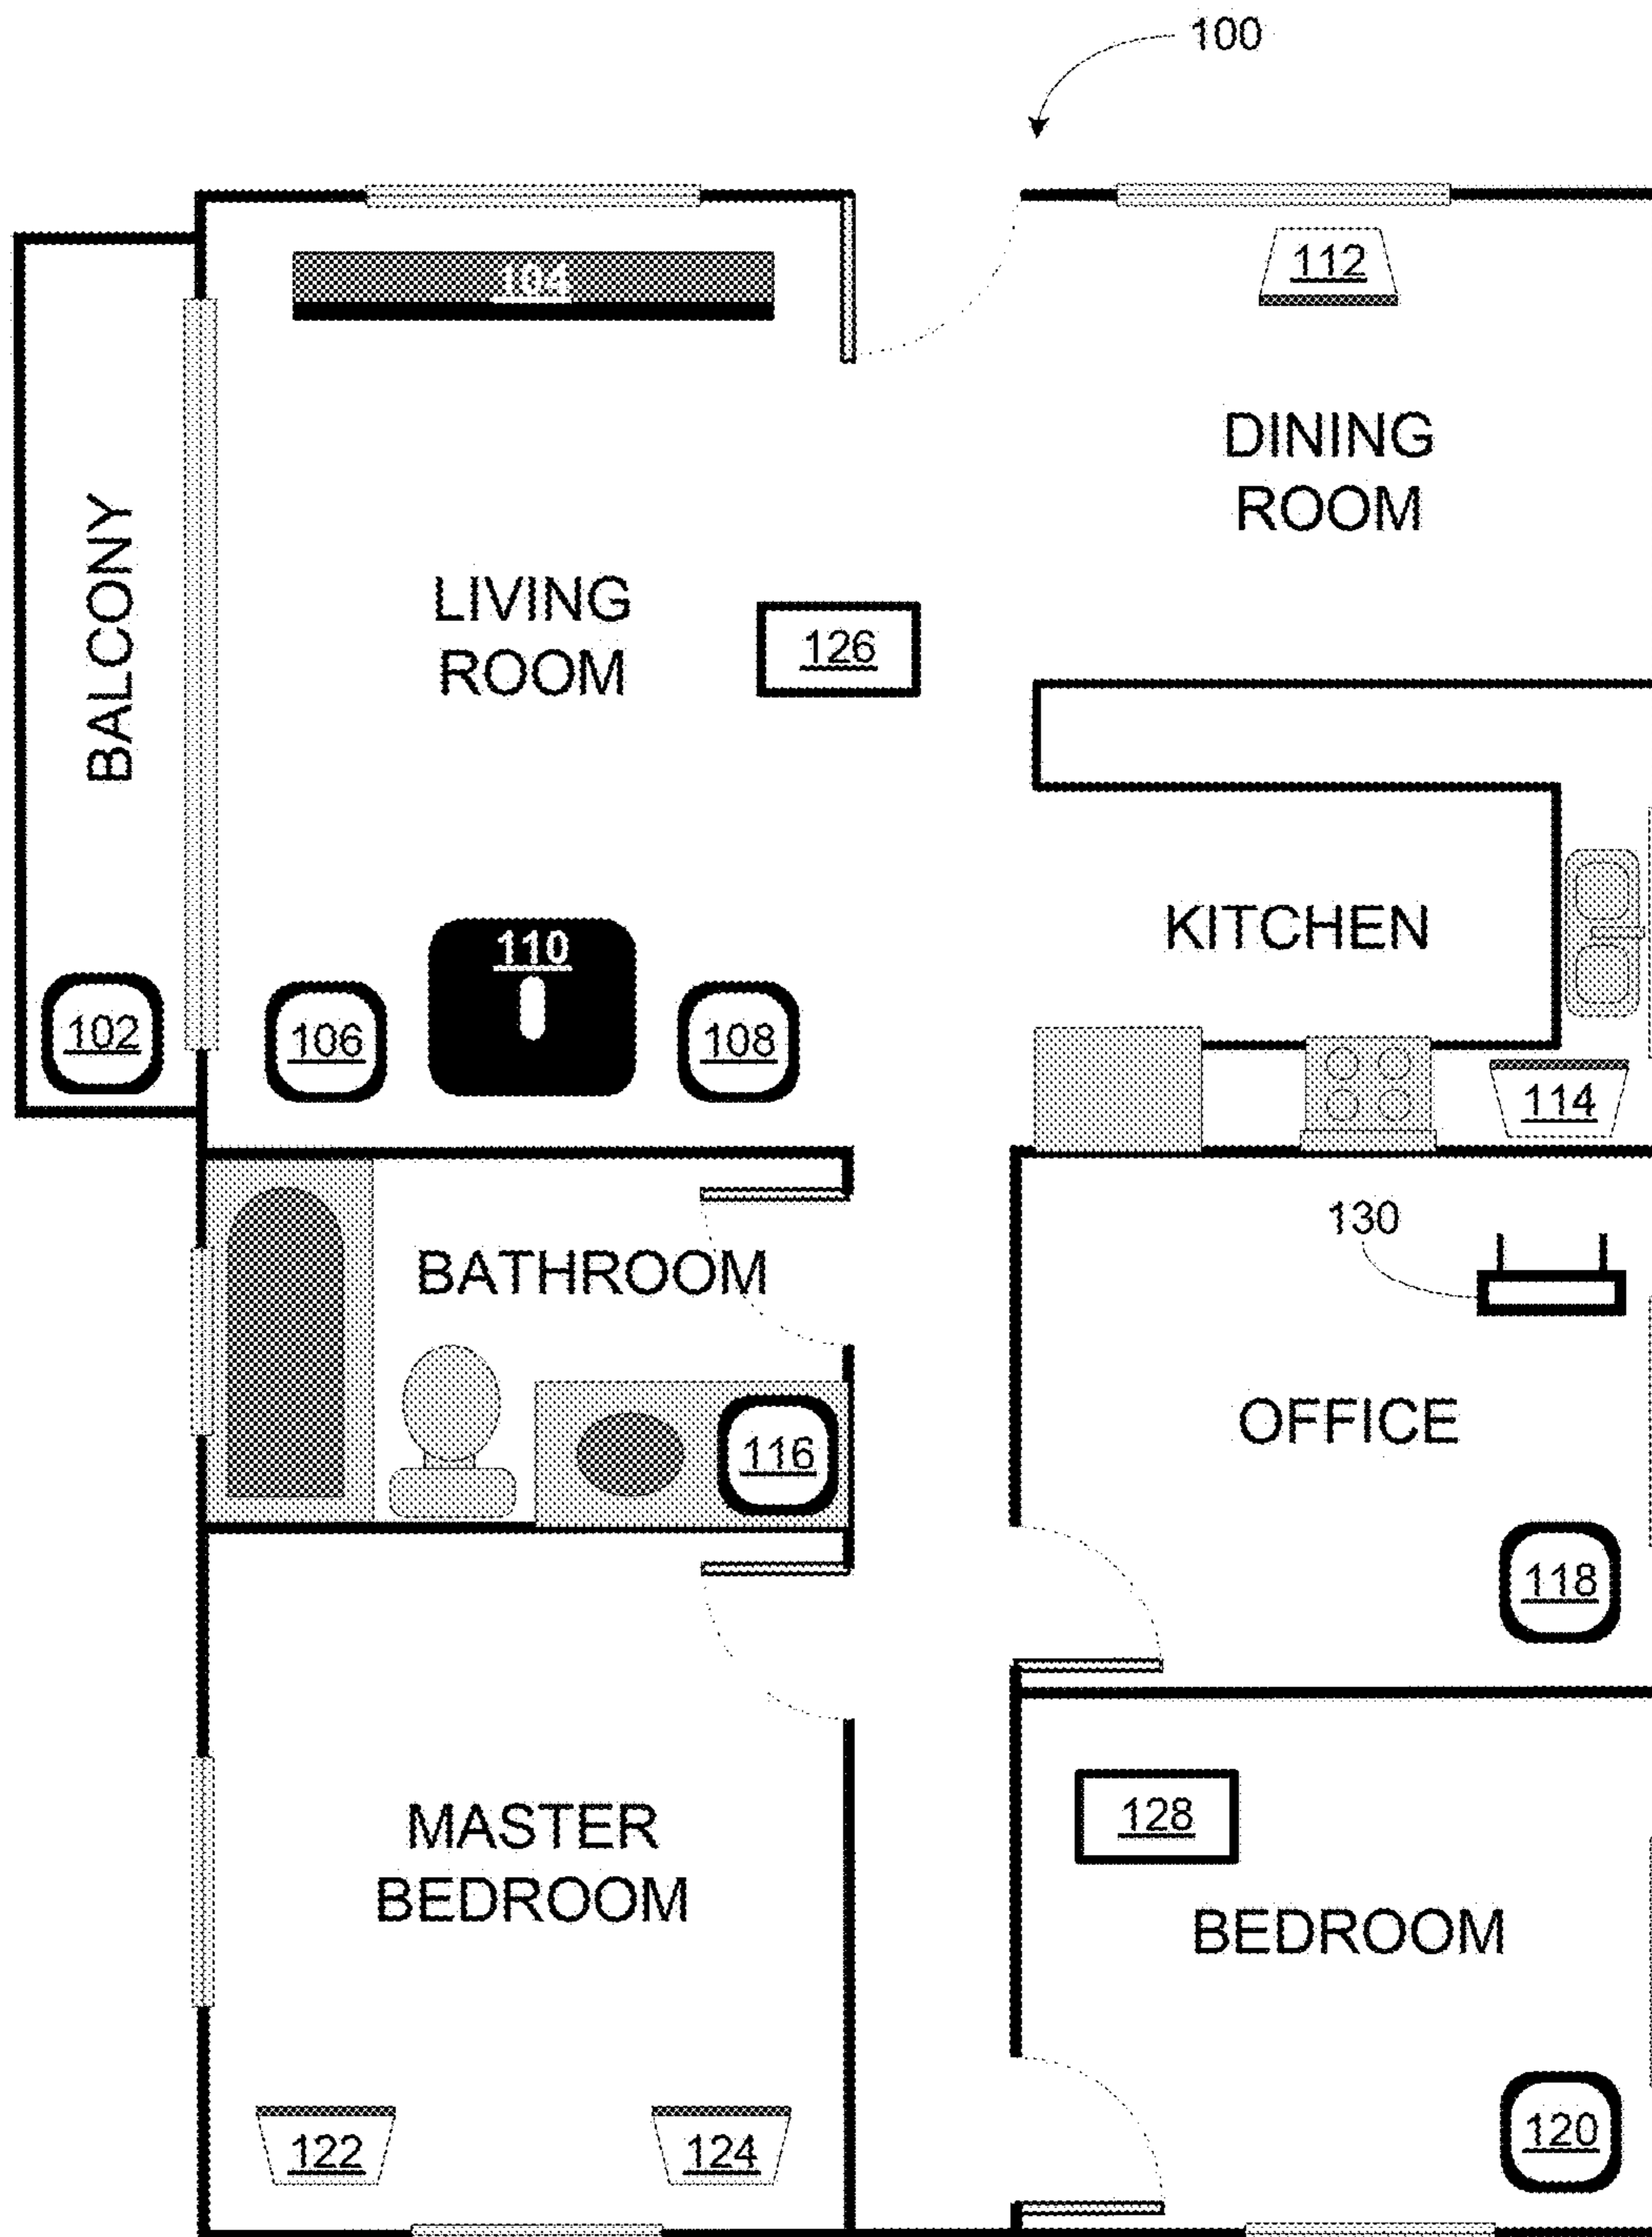 100
104
112
DINING
ROOM
BALCONY
LIVING
ROOM
126
KITCHEN
110
102
106
108
114
130
BATHROOM
OFFICE
116
118
MASTER
BEDROOM
128
BEDROOM
122
124
120